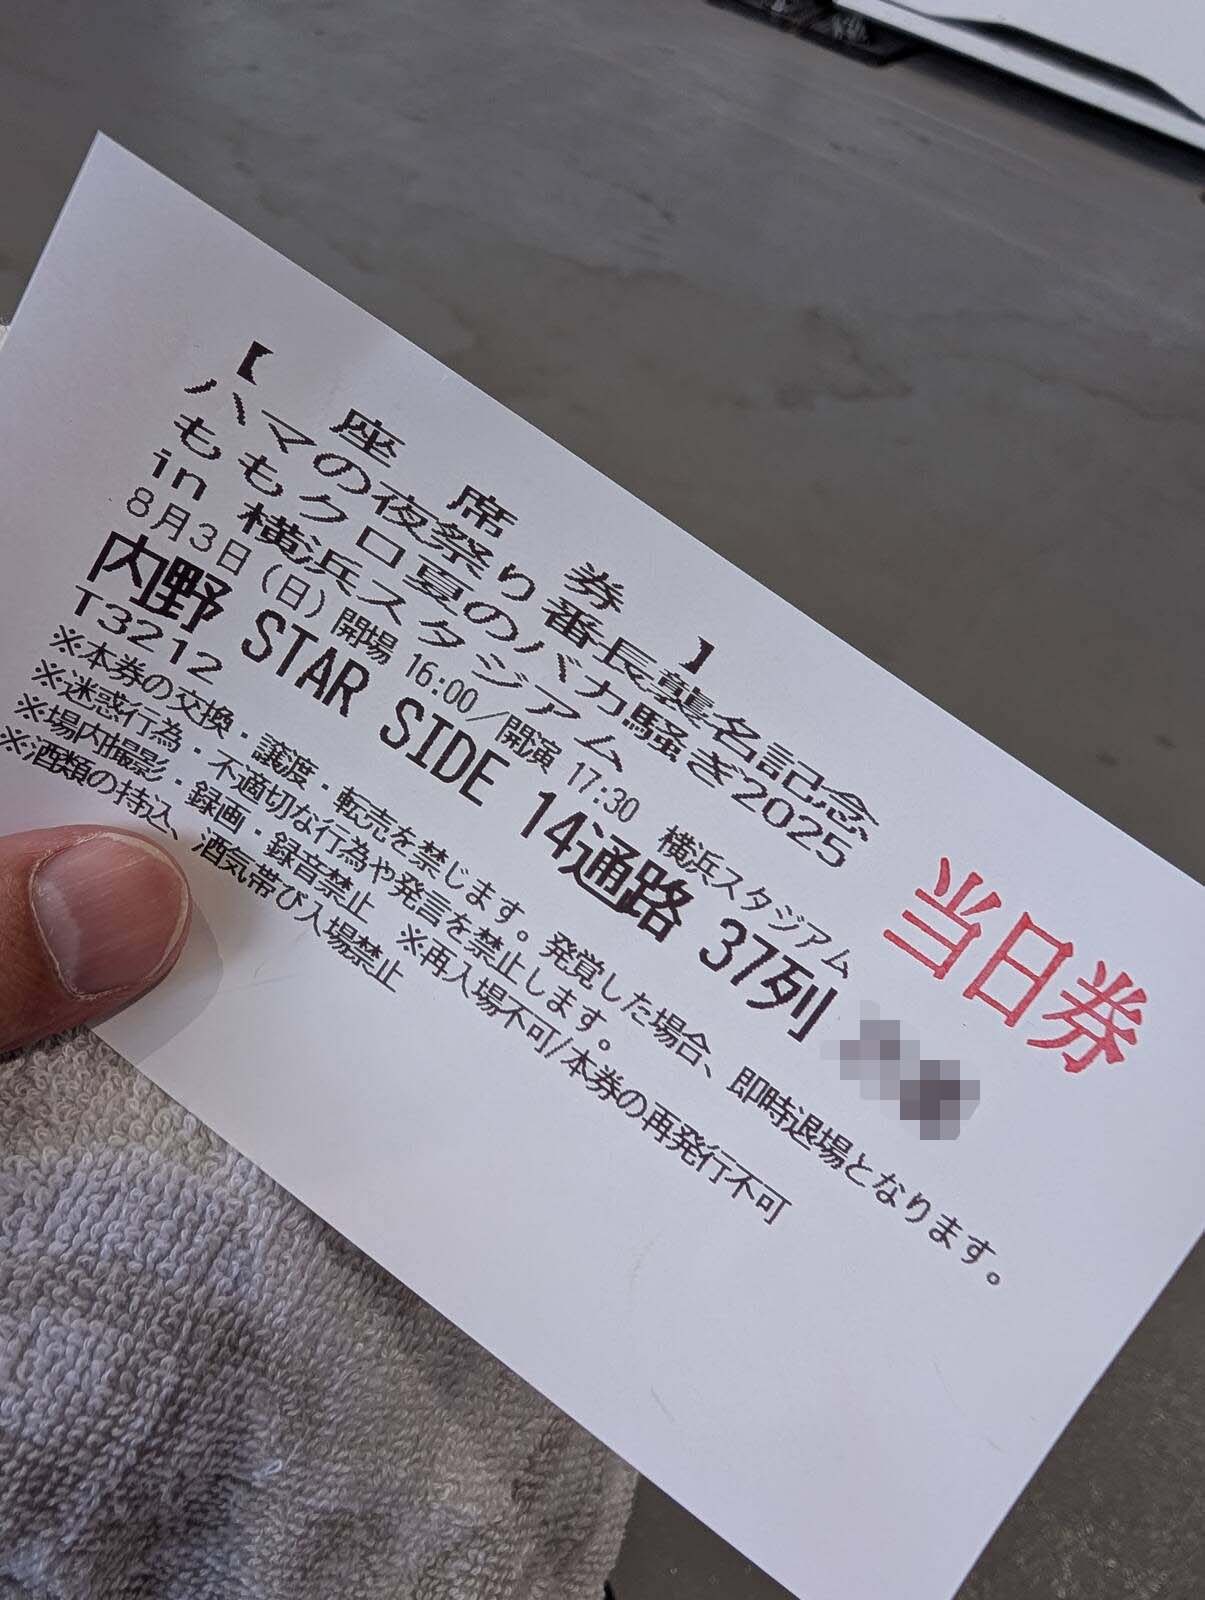 【座席券】
ハマの夜祭り番長襲名記念
ももクロ夏のバカ騒ぎ2025
in 横浜スタジアム
8月3日（日）開場 16:00／開演 17:30 横浜スタジアム
内野 STAR SIDE 14通路 37列
T3212
※本券の交換・譲渡・転売を禁じます。発覚した場合、即時退場となります。
※迷惑行為・不適切な行為や発言を禁止します。
※場内撮影・録画・録音禁止 ※再入場不可/本券の再発行不可
※酒類の持込、酒気帯び入場禁止
当日券